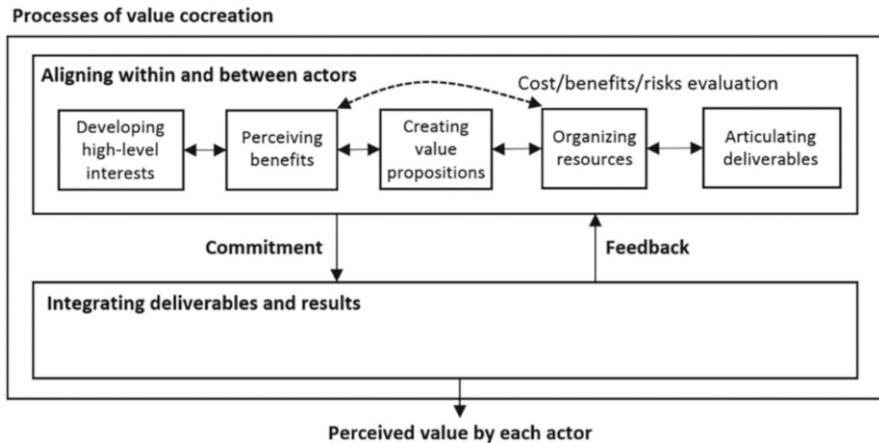 Processes of value cocreation
Aligning within and between actors
Cost/benefits/risks evaluation
Developing
high-level
interests
Perceiving
benefits
Creating
value
propositions
Organizing
resources
Articulating
deliverables
Commitment
Feedback
Integrating deliverables and results
Perceived value by each actor